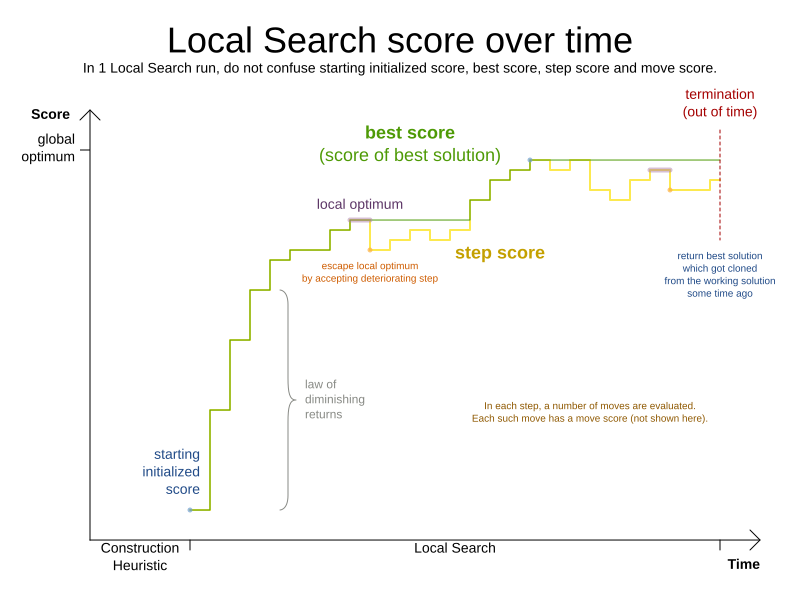 Local Search score over time
In 1 Local Search run, do not confuse starting initialized score, best score, step score and move score.
termination
(out of time)
Score
global
optimum
best score
(score of best solution)
local optimum
step score
escape local optimum
by accepting deteriorating step
return best solution
which got cloned
from the working solution
some time ago
law of
diminishing
returns
In each step, a number of moves are evaluated.
Each such move has a move score (not shown here).
starting
initialized
score
Construction
Heuristic
Local Search
Time